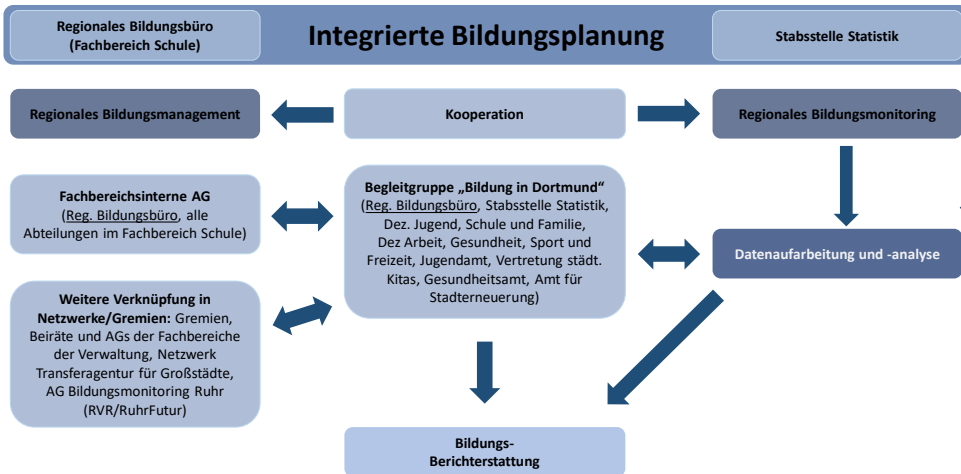 Regionales Bildungsbüro
(Fachbereich Schule)
Integrierte Bildungsplanung
Stabsstelle Statistik
Regionales Bildungsmanagement
Kooperation
Regionales Bildungsmonitoring
Fachbereichsinterne AG
(Reg. Bildungsbüro, alle
Abteilungen im Fachbereich Schule)
Begleitgruppe „Bildung in Dortmund“
(Reg. Bildungsbüro, Stabsstelle Statistik,
Dez. Jugend, Schule und Familie,
Dez Arbeit, Gesundheit, Sport und
Freizeit, Jugendamt, Vertretung städt.
Kitas, Gesundheitsamt, Amt für
Stadterneuerung)
Datenaufarbeitung und -analyse
Weitere Verknüpfung in
Netzwerke/Gremien: Gremien,
Beiräte und AGs der Fachbereiche
der Verwaltung, Netzwerk
Transferagentur für Großstädte,
AG Bildungsmonitoring Ruhr
(RVR/RuhrFutur)
Bildungs-
Berichterstattung